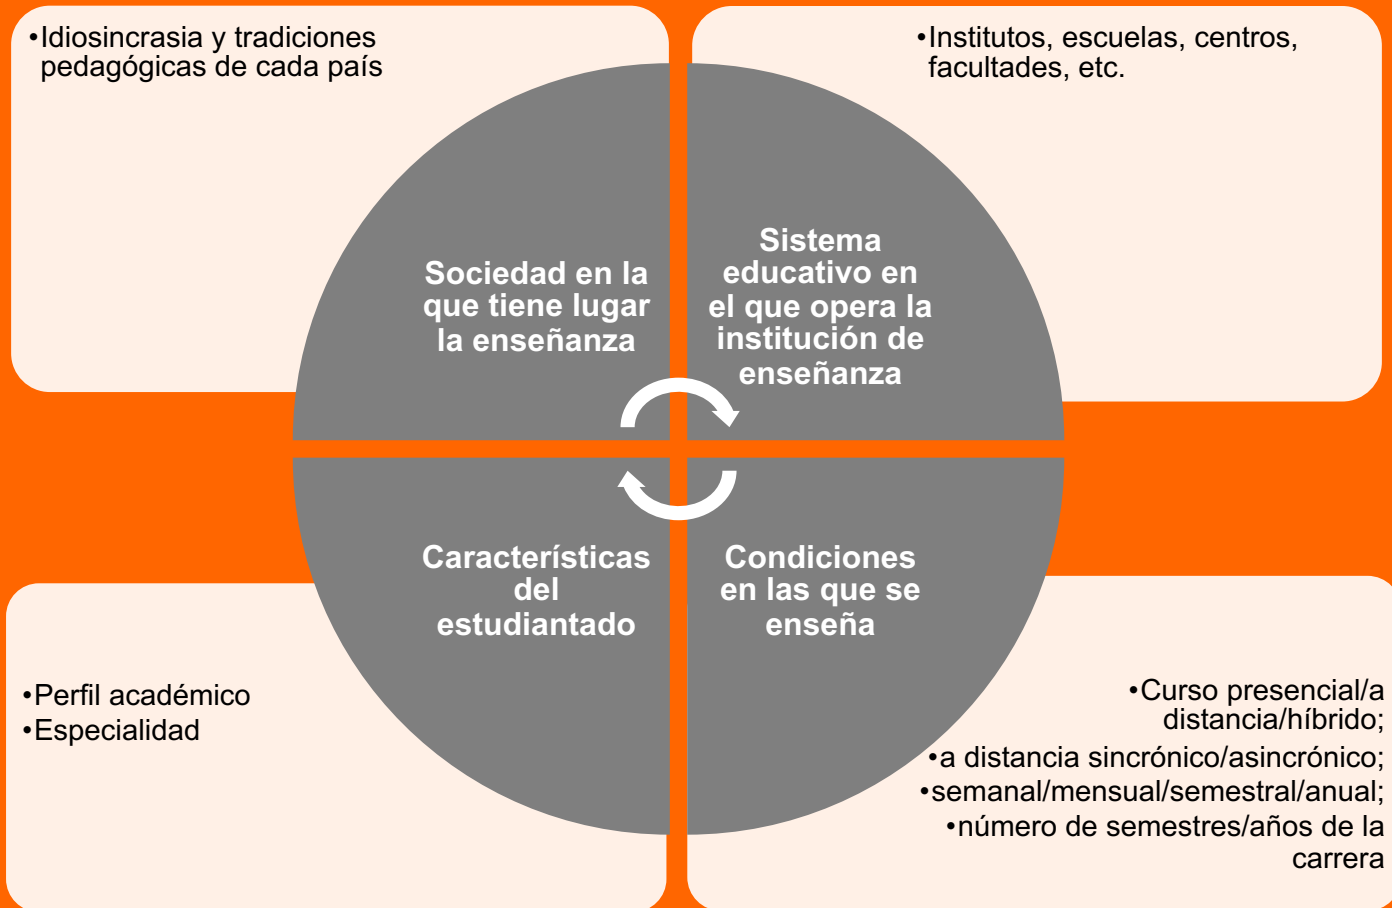 •Idiosincrasia y tradiciones
pedagógicas de cada país
•Institutos, escuelas, centros,
facultades, etc.
Sociedad en la
que tiene lugar
la enseñanza
Sistema
educativo en
el que opera la
institución de
enseñanza
Características
del
estudiantado
Condiciones
en las que se
enseña
•Perfil académico
•Especialidad
•Curso presencial/a
distancia/híbrido;
•a distancia sincrónico/asincrónico;
•semanal/mensual/semestral/anual;
•número de semestres/años de la
carrera